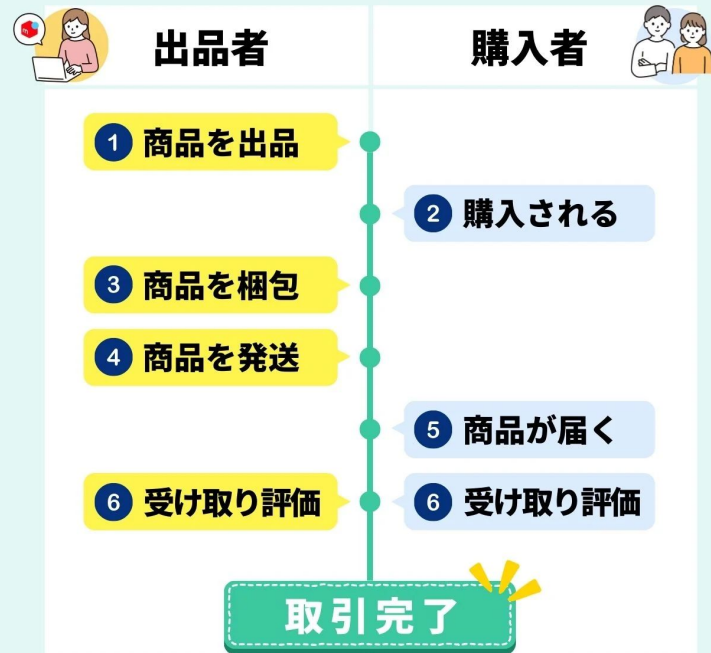 出品者
購入者
1 商品を出品
2 購入される
3 商品を梱包
4 商品を発送
5 商品が届く
6 受け取り評価
6 受け取り評価
取引完了